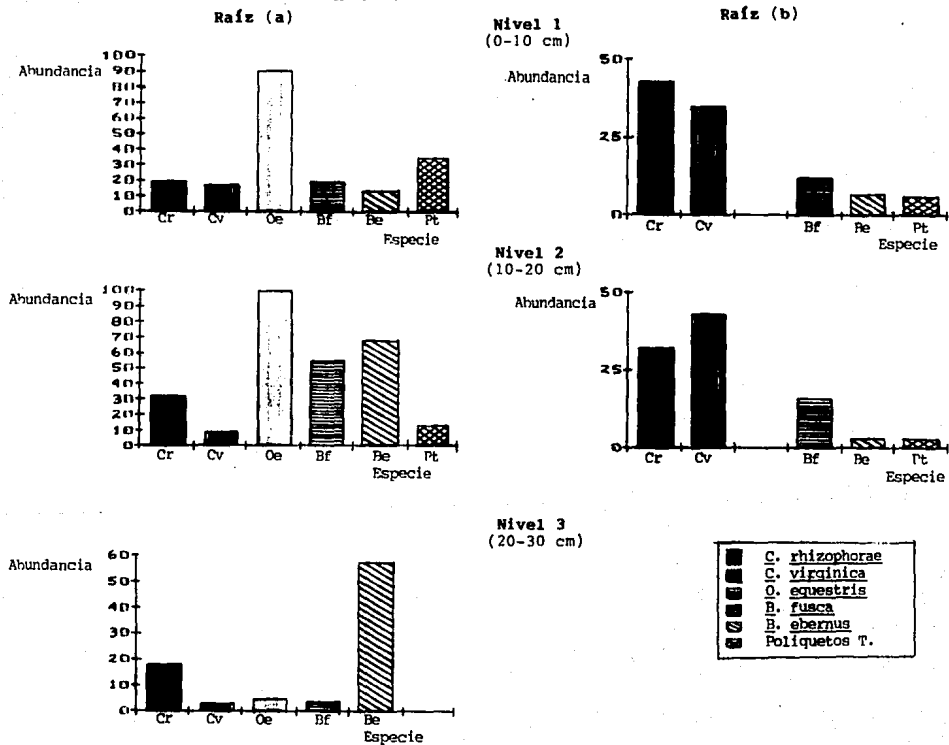 Raíz (a)
Nivel 1
(0-10 cm)
Raíz (b)
Abundancia
100
90
80
70
60
50
40
30
20
10
0
Cr Cv Oe Bf Be Pt
Especie
Abundancia
50
25
0
Cr Cv Bf Be Pt
Especie
Nivel 2
(10-20 cm)
Abundancia
100
90
80
70
60
50
40
30
20
10
0
Cr Cv Oe Bf Be Pt
Especie
Abundancia
50
25
0
Cr Cv Bf Be Pt
Especie
Nivel 3
(20-30 cm)
Abundancia
60
50
40
30
20
10
0
Cr Cv Oe Bf Be
Especie
C. rhizophorae
C. virginica
O. equestris
B. fusca
B. ebernus
Poliquetos T.